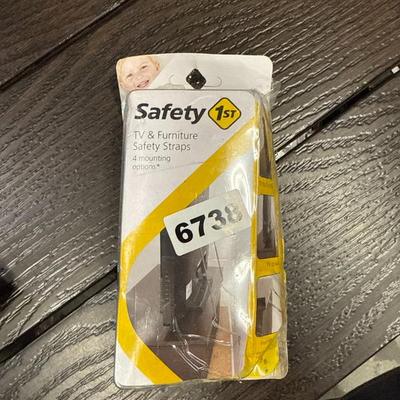 Safety 1ST
TV & Furniture
Safety Straps
4 mounting
options*
6738